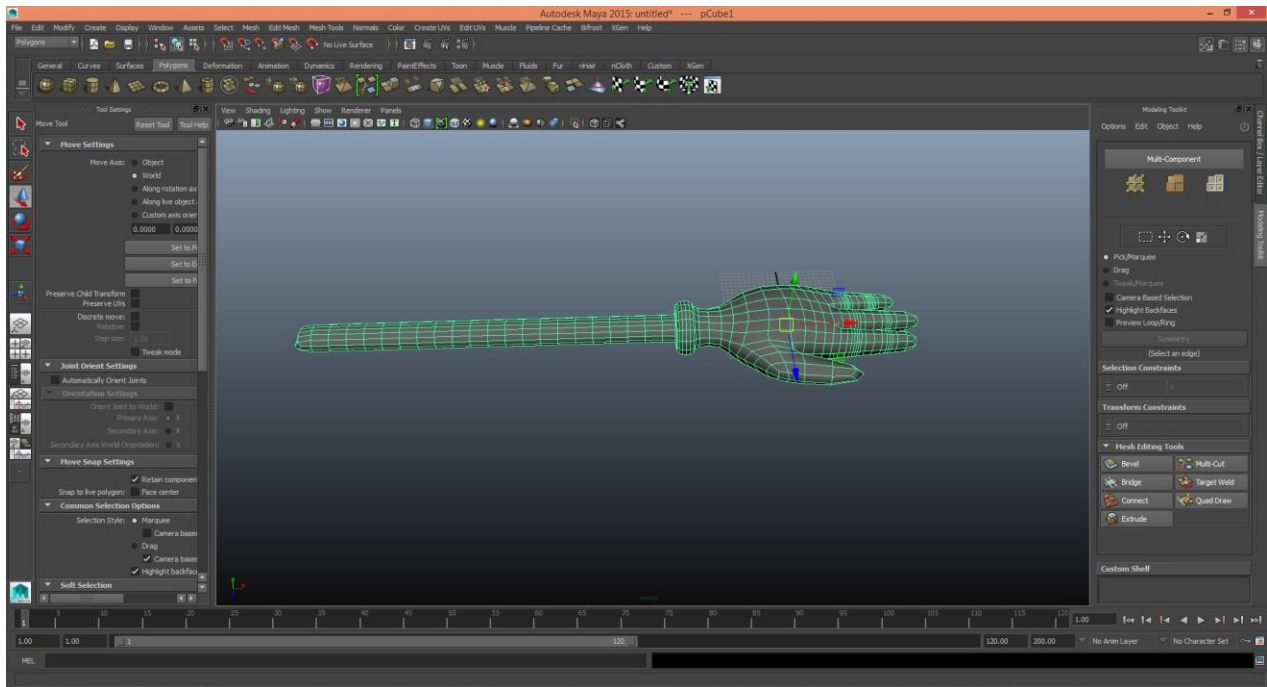 Autodesk Maya 2015: untitled* --- pCube1
File Edit Modify Create Display Window Assets Select Mesh Edit Mesh Mesh Tools Normals Color Create UVs Edit UVs Muscle Pipeline Cache Bifrost XGen Help
Polygons No Live Surface
General Curves Surfaces Polygons Deformation Animation Dynamics Rendering PaintEffects Toon Muscle Fluids Fur nHair nCloth Custom XGen
Tool Settings
Move Tool Reset Tool Tool Help
Move Settings
Move Axis: Object
World
Along rotation ax
Along live object
Custom axis orier
0.0000 0.0000
Set to P
Set to E
Set to F
Preserve Child Transform
Preserve UVs
Discrete move:
Relative:
Step size: 1.00
Tweak mode
Joint Orient Settings
Automatically Orient Joints
Orientation Settings
Orient Joint to World:
Primary Axis: X
Secondary Axis: X
Secondary Axis World Orientation: X
Move Snap Settings
Retain componen
Snap to live polygon: Face center
Common Selection Options
Selection Style: Marquee
Camera base
Drag
Camera base
Highlight backfac
Soft Selection
View Shading Lighting Show Renderer Panels
persp
Modeling Toolkit
Options Edit Object Help
Multi-Component
Pick/Marquee
Drag
Tweak/Marquee
Camera Based Selection
Highlight Backfaces
Preview Loop/Ring
Symmetry
(Select an edge)
Selection Constraints
Off 0
Transform Constraints
Off
Mesh Editing Tools
Bevel Multi-Cut
Bridge Target Weld
Connect Quad Draw
Extrude
Custom Shelf
Channel Box / Layer Editor
Modeling Toolkit
1 5 10 15 20 25 30 35 40 45 50 55 60 65 70 75 80 85 90 95 100 105 110 115 120 1.00
1.00 1.00 1 120 120.00 200.00 No Anim Layer No Character Set
MEL